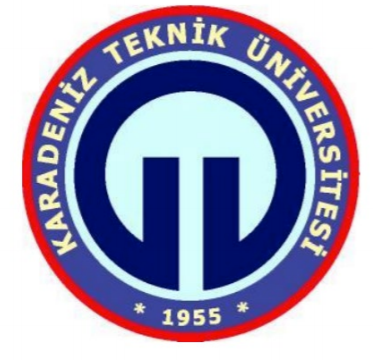 KARADENİZ TEKNİK ÜNİVERSİTESİ
* 1955 *